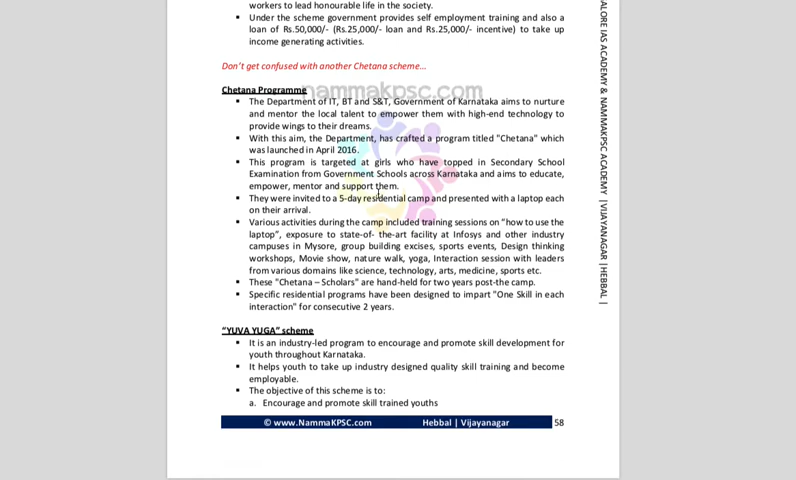 workers to lead honourable life in the society.
▪ Under the scheme government provides self employment training and also a
loan of Rs.50,000/- (Rs.25,000/- loan and Rs.25,000/- incentive) to take up
income generating activities.
Don't get confused with another Chetana scheme...
nammakpsc.com
Chetana Programme
▪ The Department of IT, BT and S&T, Government of Karnataka aims to nurture
and mentor the local talent to empower them with high-end technology to
provide wings to their dreams.
▪ With this aim, the Department, has crafted a program titled "Chetana" which
was launched in April 2016.
▪ This program is targeted at girls who have topped in Secondary School
Examination from Government Schools across Karnataka and aims to educate,
empower, mentor and support them.
▪ They were invited to a 5-day residential camp and presented with a laptop each
on their arrival.
▪ Various activities during the camp included training sessions on "how to use the
laptop", exposure to state-of- the-art facility at Infosys and other industry
campuses in Mysore, group building excises, sports events, Design thinking
workshops, Movie show, nature walk, yoga, Interaction session with leaders
from various domains like science, technology, arts, medicine, sports etc.
▪ These "Chetana – Scholars" are hand-held for two years post-the camp.
▪ Specific residential programs have been designed to impart "One Skill in each
interaction" for consecutive 2 years.
"YUVA YUGA" scheme
▪ It is an industry-led program to encourage and promote skill development for
youth throughout Karnataka.
▪ It helps youth to take up industry designed quality skill training and become
employable.
▪ The objective of this scheme is to:
a. Encourage and promote skill trained youths
© www.NammaKPSC.com Hebbal | Vijayanagar 58
ALORE IAS ACADEMY & NAMMAKPSC ACADEMY |VIJAYANAGAR |HEBBAL |